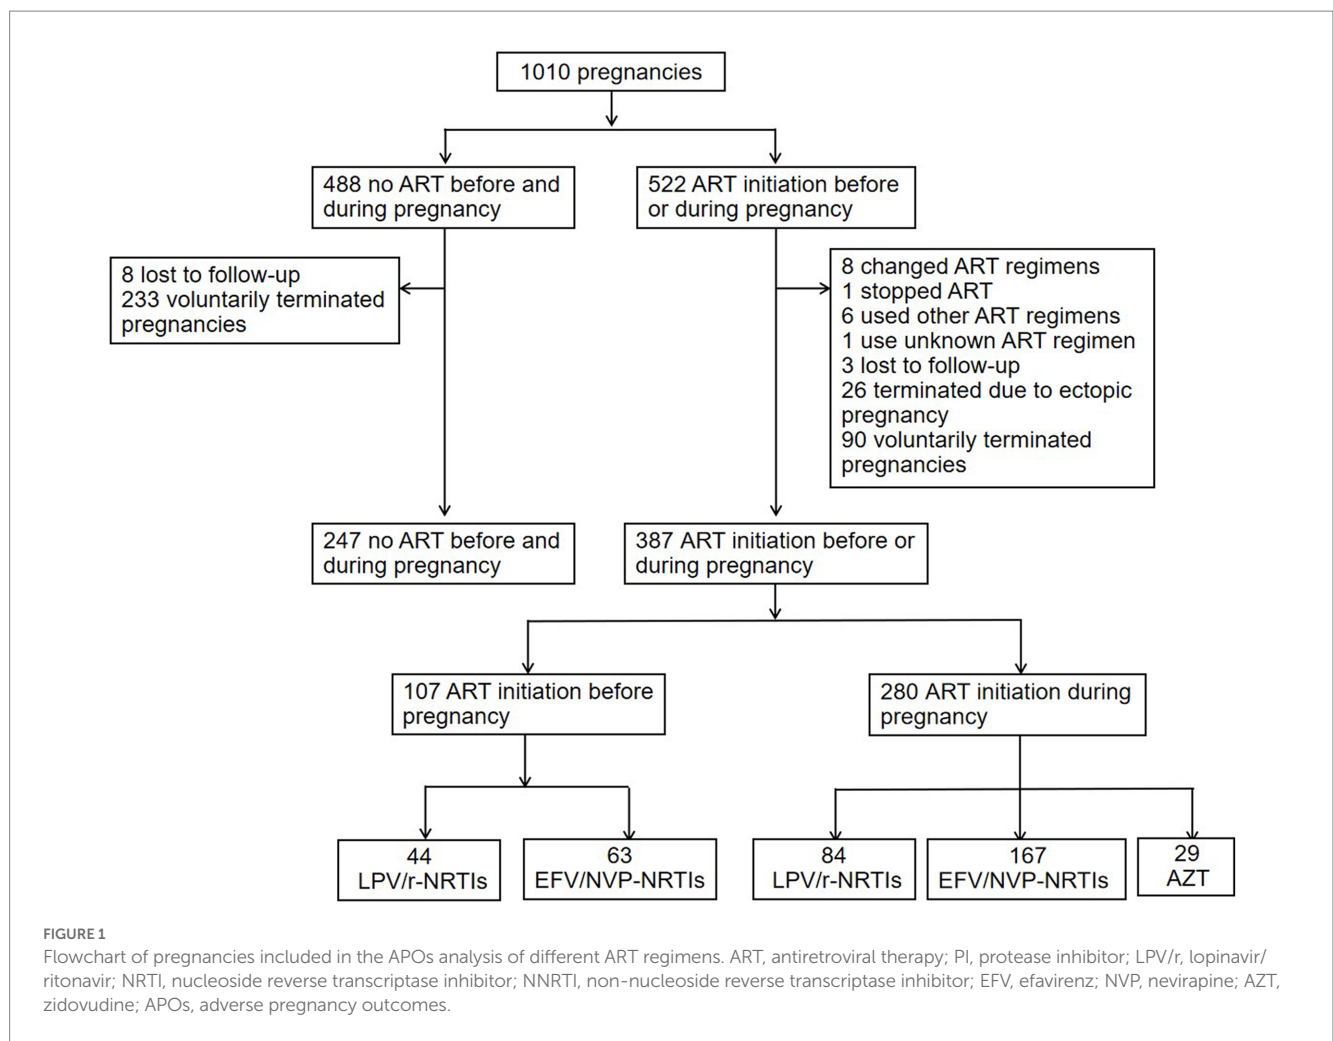 1010 pregnancies
488 no ART before and
during pregnancy
522 ART initiation before
or during pregnancy
8 lost to follow-up
233 voluntarily terminated
pregnancies
8 changed ART regimens
1 stopped ART
6 used other ART regimens
1 use unknown ART regimen
3 lost to follow-up
26 terminated due to ectopic
pregnancy
90 voluntarily terminated
pregnancies
247 no ART before and
during pregnancy
387 ART initiation before or
during pregnancy
107 ART initiation before
pregnancy
280 ART initiation during
pregnancy
44
LPV/r-NRTIs
63
EFV/NVP-NRTIs
84
LPV/r-NRTIs
167
EFV/NVP-NRTIs
29
AZT
FIGURE 1
Flowchart of pregnancies included in the APOs analysis of different ART regimens. ART, antiretroviral therapy; PI, protease inhibitor; LPV/r, lopinavir/
ritonavir; NRTI, nucleoside reverse transcriptase inhibitor; NNRTI, non-nucleoside reverse transcriptase inhibitor; EFV, efavirenz; NVP, nevirapine; AZT,
zidovudine; APOs, adverse pregnancy outcomes.